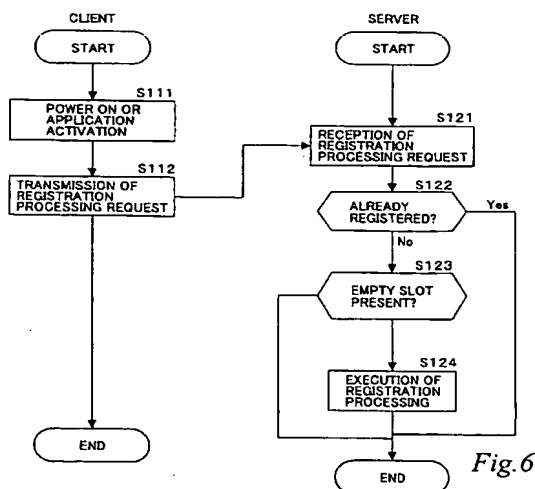 CLIENT
START
S111
POWER ON OR
APPLICATION
ACTIVATION
S112
TRANSMISSION OF
REGISTRATION
PROCESSING REQUEST
END
SERVER
START
S121
RECEPTION OF
REGISTRATION
PROCESSING REQUEST
S122
ALREADY
REGISTERED?
Yes
No
S123
EMPTY SLOT
PRESENT?
S124
EXECUTION OF
REGISTRATION
PROCESSING
END
Fig.6